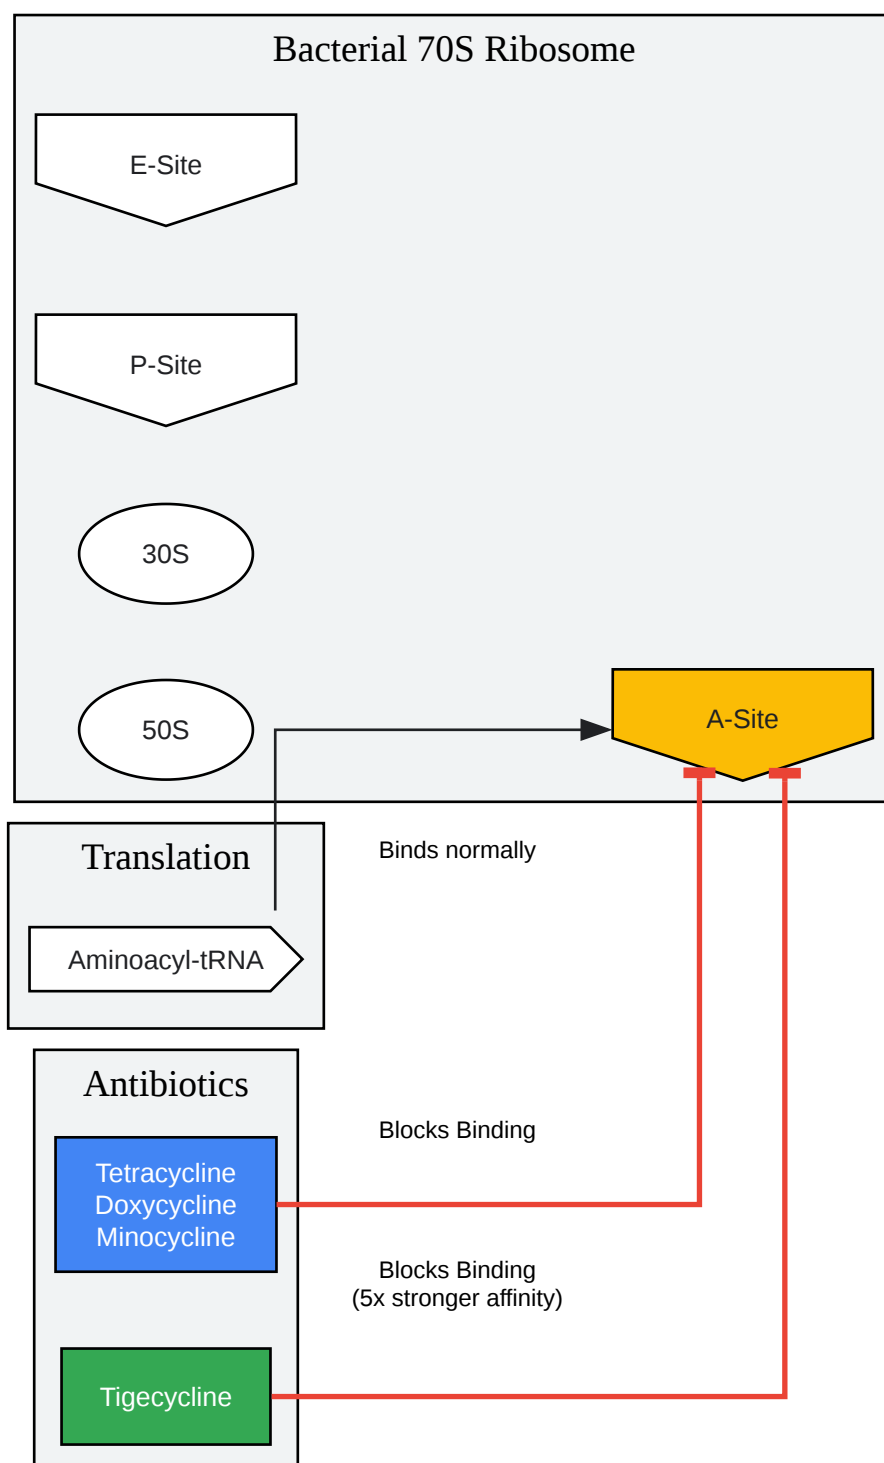 Bacterial 70S Ribosome
E-Site
P-Site
30S
50S
A-Site
Translation
Binds normally
Aminoacyl-tRNA
Antibiotics
Blocks Binding
Tetracycline
Doxycycline
Minocycline
Blocks Binding
(5x stronger affinity)
Tigecycline